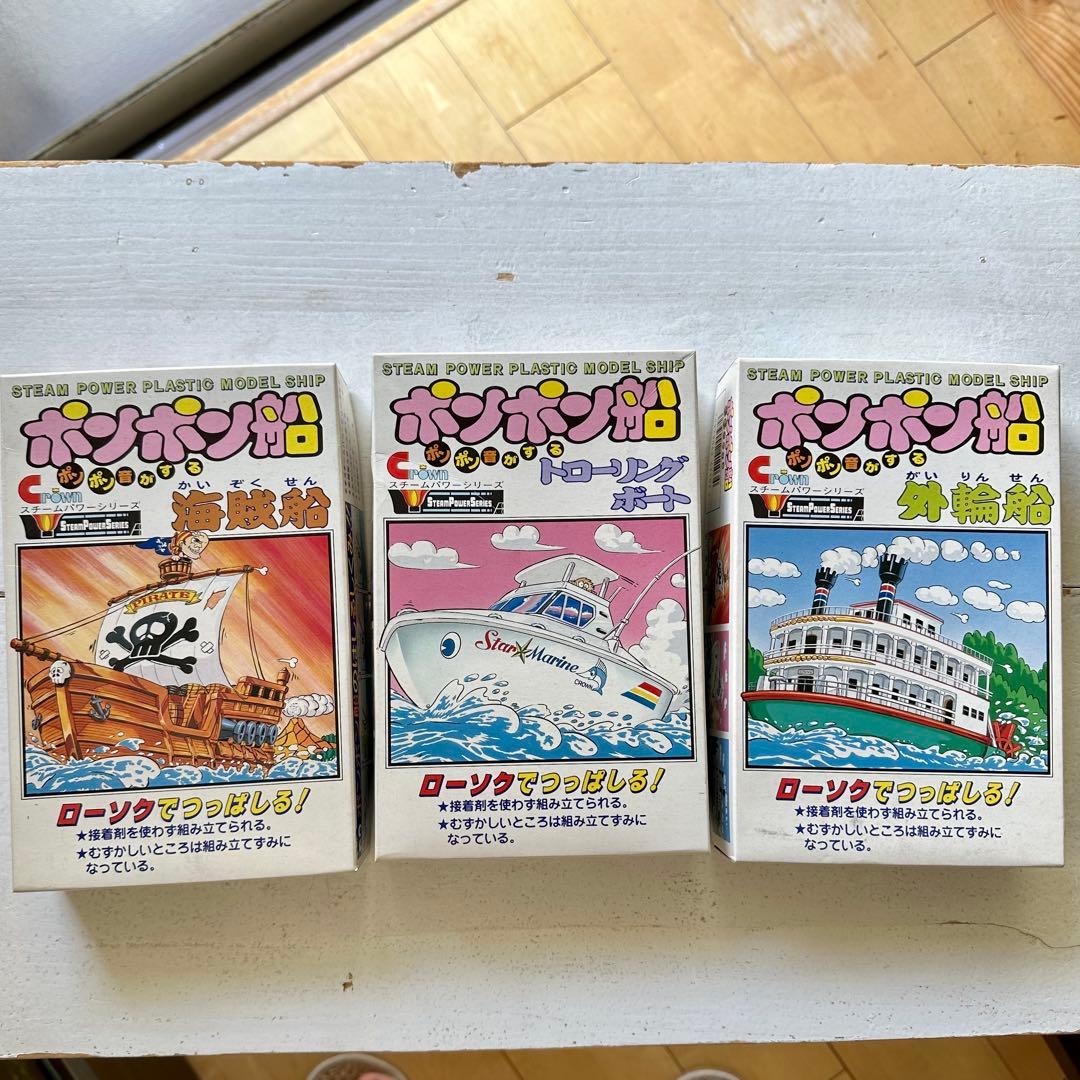 STEAM POWER PLASTIC MODEL SHIP
ポンポン船
ポンポン音がする
Crown
スチームパワーシリーズ
STEAMPOWERSERIES
かいぞくせん
海賊船
PIRATE
ローソクでつっぱしる!
★接着剤を使わず組み立てられる。
★むずかしいところは組み立てずみに
なっている。
STEAM POWER PLASTIC MODEL SHIP
ポンポン船
ポンポン音がする
Crown
スチームパワーシリーズ
STEAMPOWERSERIES
トローリング
ボート
Star★Marine
CROWN
ローソクでつっぱしる!
★接着剤を使わず組み立てられる。
★むずかしいところは組み立てずみに
なっている。
STEAM POWER PLASTIC MODEL SHIP
ポンポン船
ポンポン音がする
Crown
スチームパワーシリーズ
STEAMPOWERSERIES
がいりんせん
外輪船
ローソクでつっぱしる!
★接着剤を使わず組み立てられる。
★むずかしいところは組み立てずみに
なっている。